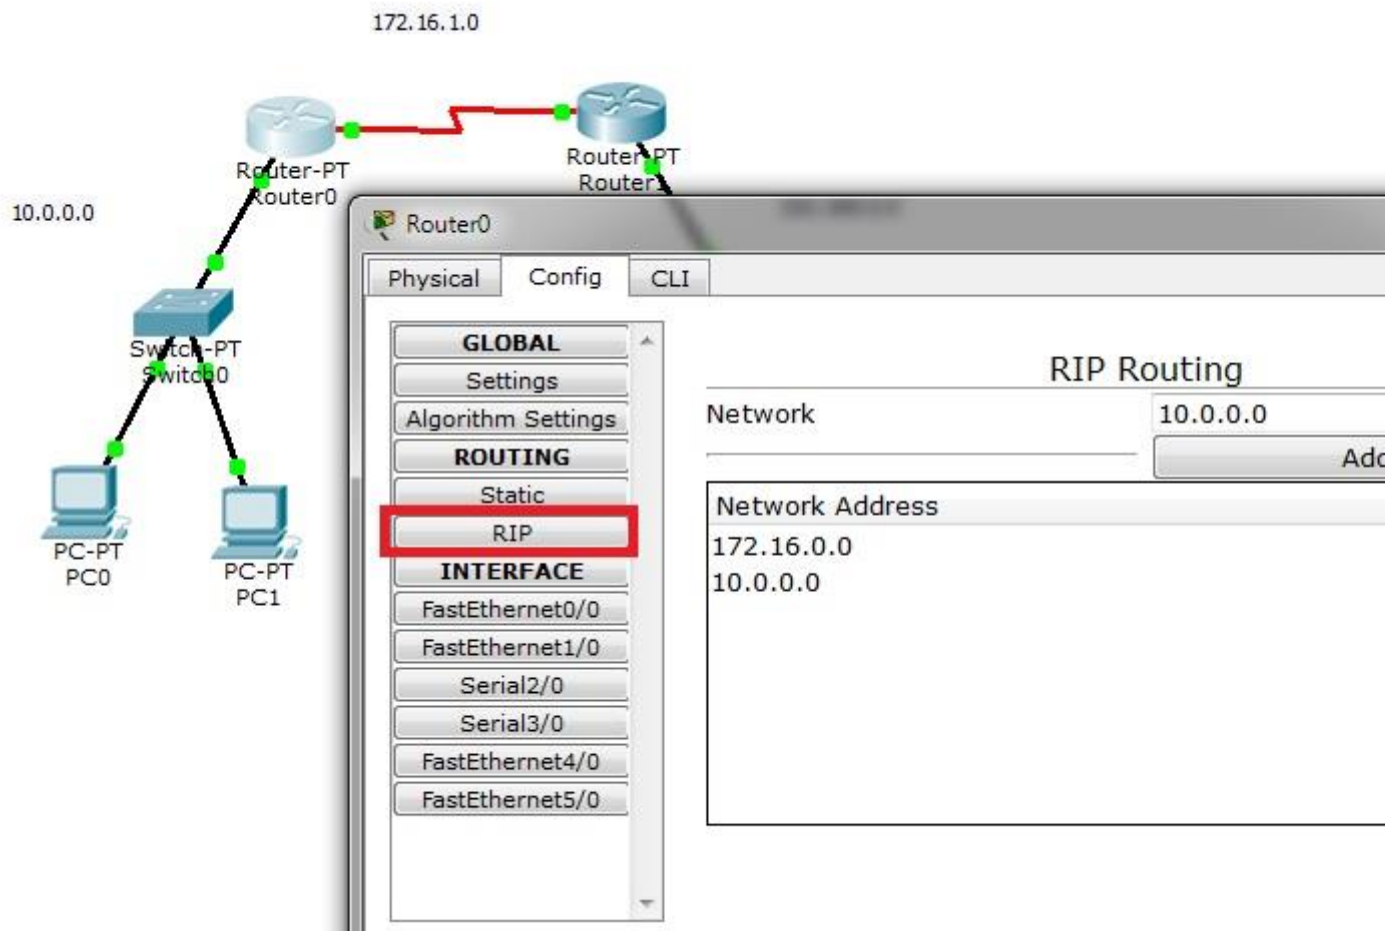 172.16.1.0
Router-PT
Router0
Router-PT
Router1
10.0.0.0
Switch-PT
Switch0
PC-PT
PC0
PC-PT
PC1
Router0
Physical
Config
CLI
GLOBAL
Settings
Algorithm Settings
ROUTING
Static
RIP
INTERFACE
FastEthernet0/0
FastEthernet1/0
Serial2/0
Serial3/0
FastEthernet4/0
FastEthernet5/0
RIP Routing
Network
10.0.0.0
Add
Network Address
172.16.0.0
10.0.0.0